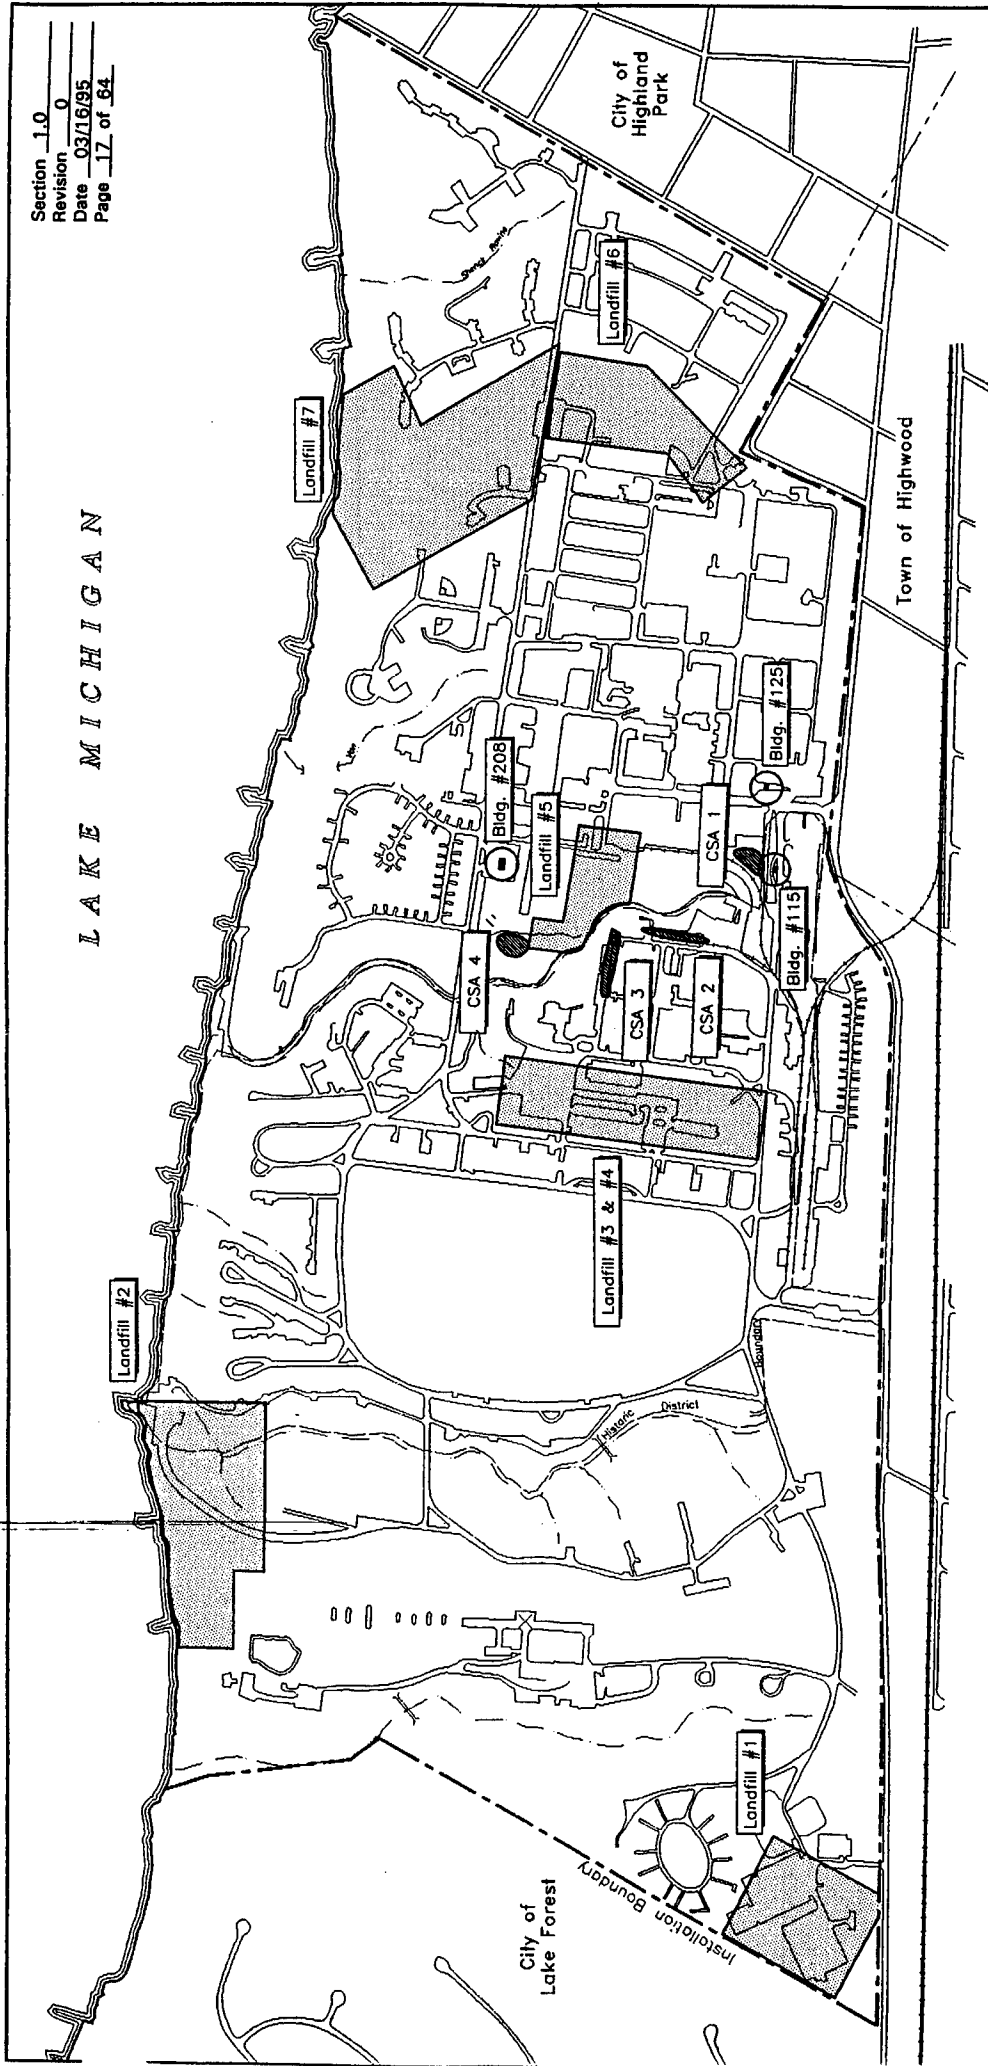 Section 1.0
Revision 0
Date 03/16/95
Page 17 of 64
LAKE MICHIGAN
City of
Highland
Park
Landfill #6
Landfill #7
Town of Highwood
Bldg. #125
Bldg. #208
Landfill #5
CSA 1
Bldg. #115
CSA 4
CSA 3
CSA 2
Landfill #3 & #4
Landfill #2
Boundary
Historic
District
Landfill #1
Installation Boundary
City of
Lake Forest